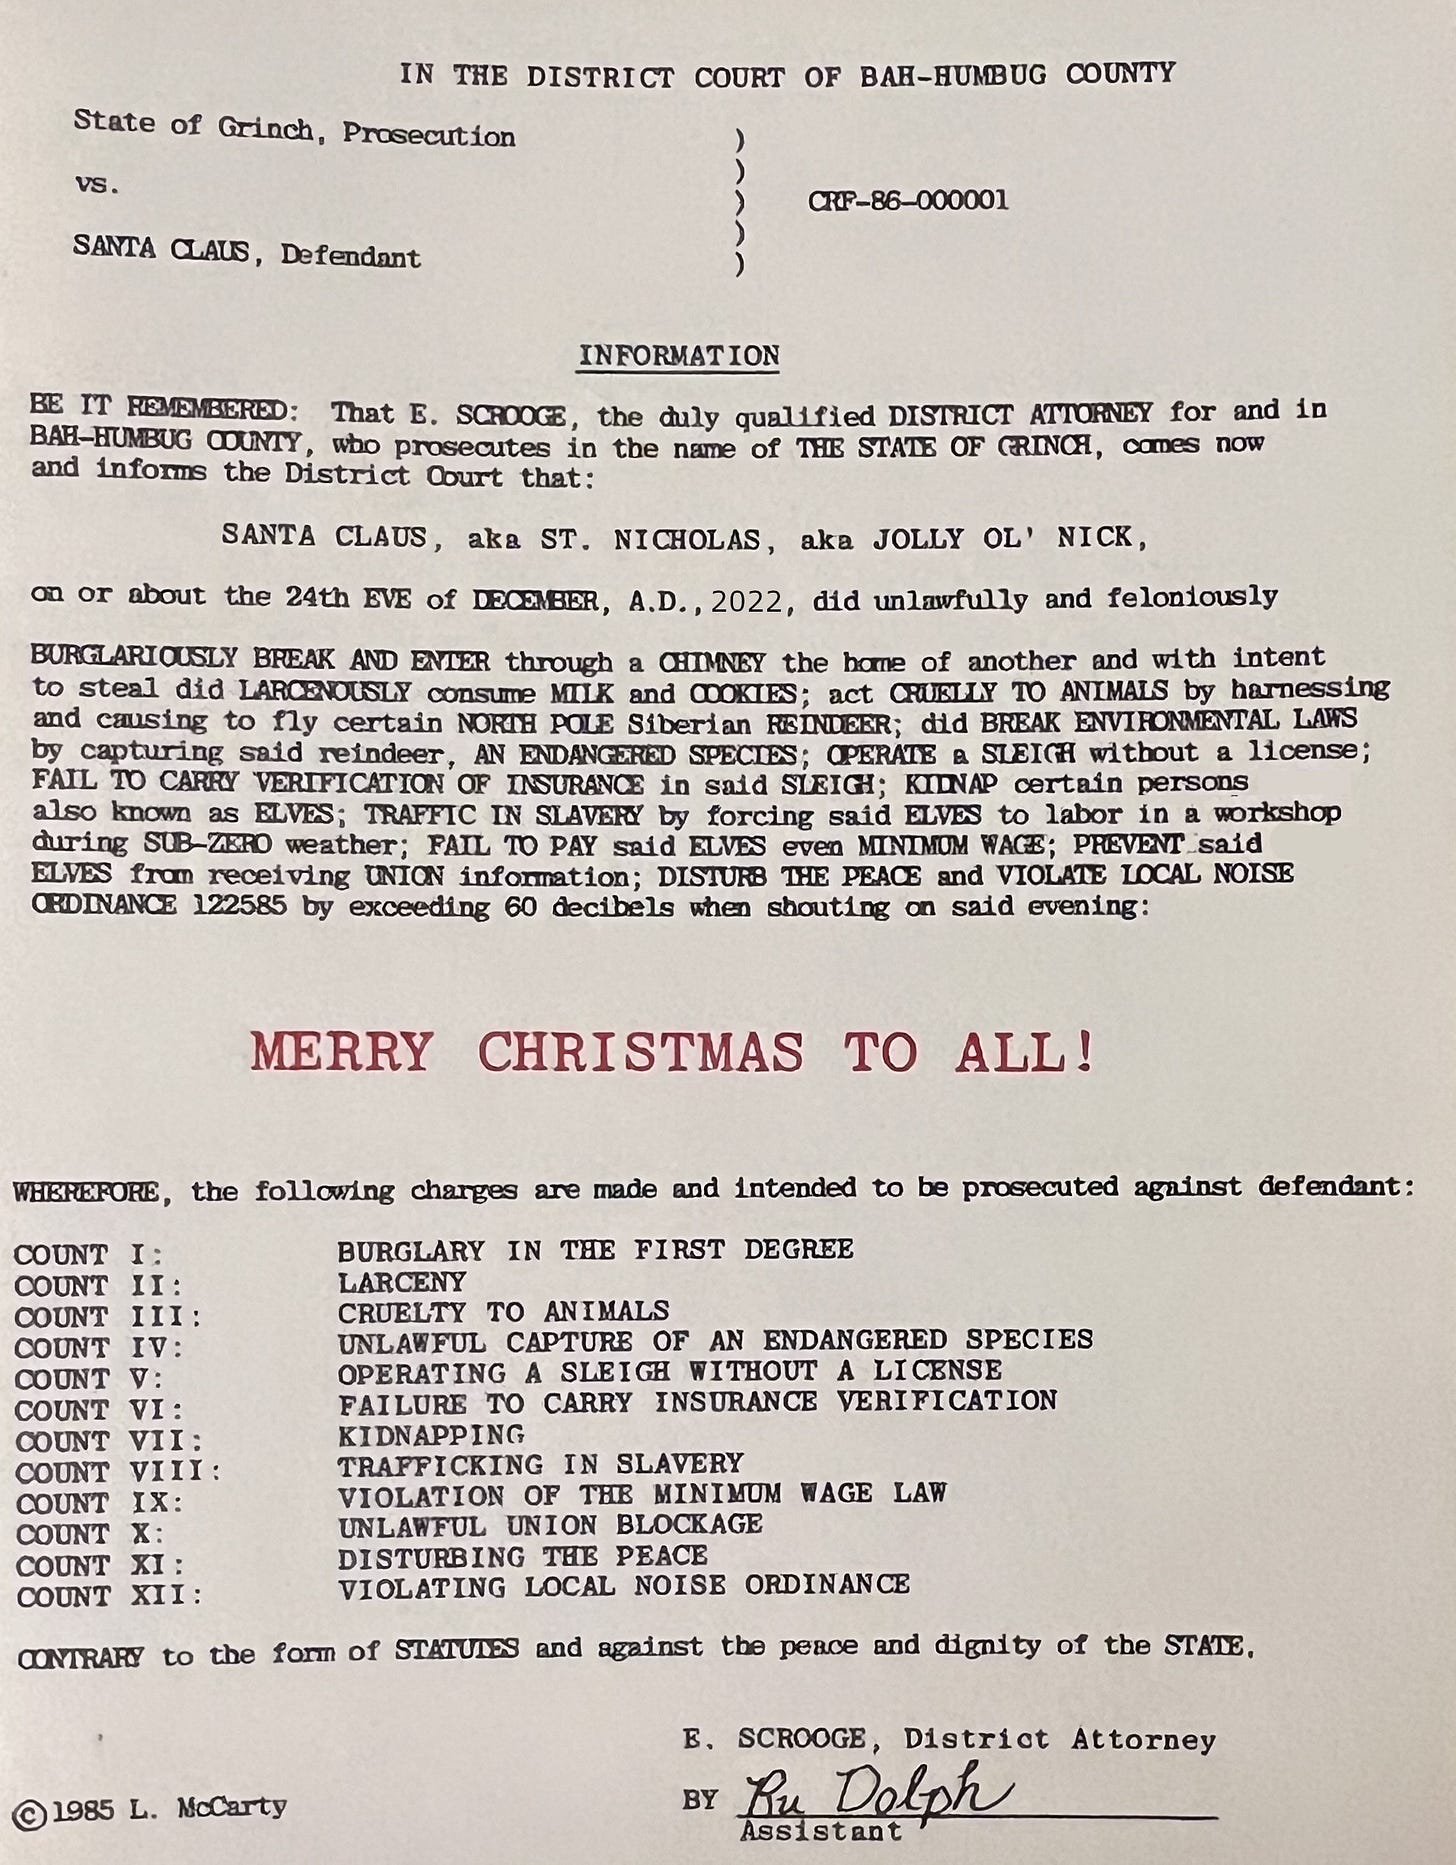 IN THE DISTRICT COURT OF BAH-HUMBUG COUNTY
State of Grinch, Prosecution )
)
vs. ) CRF-86-000001
)
SANTA CLAUS, Defendant )
INFORMATION
BE IT REMEMBERED: That E. SCROOGE, the duly qualified DISTRICT ATTORNEY for and in
BAH-HUMBUG COUNTY, who prosecutes in the name of THE STATE OF GRINCH, comes now
and informs the District Court that:
SANTA CLAUS, aka ST. NICHOLAS, aka JOLLY OL' NICK,
on or about the 24th EVE of DECEMBER, A.D., 2022, did unlawfully and feloniously
BURGLARIOUSLY BREAK AND ENTER through a CHIMNEY the home of another and with intent
to steal did LARCENOUSLY consume MILK and COOKIES; act CRUELLY TO ANIMALS by harnessing
and causing to fly certain NORTH POLE Siberian REINDEER; did BREAK ENVIRONMENTAL LAWS
by capturing said reindeer, AN ENDANGERED SPECIES; OPERATE a SLEIGH without a license;
FAIL TO CARRY VERIFICATION OF INSURANCE in said SLEIGH; KIDNAP certain persons
also known as ELVES; TRAFFIC IN SLAVERY by forcing said ELVES to labor in a workshop
during SUB-ZERO weather; FAIL TO PAY said ELVES even MINIMUM WAGE; PREVENT said
ELVES from receiving UNION information; DISTURB THE PEACE and VIOLATE LOCAL NOISE
ORDINANCE 122585 by exceeding 60 decibels when shouting on said evening:
MERRY CHRISTMAS TO ALL!
WHEREFORE, the following charges are made and intended to be prosecuted against defendant:
COUNT I: BURGLARY IN THE FIRST DEGREE
COUNT II: LARCENY
COUNT III: CRUELTY TO ANIMALS
COUNT IV: UNLAWFUL CAPTURE OF AN ENDANGERED SPECIES
COUNT V: OPERATING A SLEIGH WITHOUT A LICENSE
COUNT VI: FAILURE TO CARRY INSURANCE VERIFICATION
COUNT VII: KIDNAPPING
COUNT VIII: TRAFFICKING IN SLAVERY
COUNT IX: VIOLATION OF THE MINIMUM WAGE LAW
COUNT X: UNLAWFUL UNION BLOCKAGE
COUNT XI: DISTURBING THE PEACE
COUNT XII: VIOLATING LOCAL NOISE ORDINANCE
CONTRARY to the form of STATUTES and against the peace and dignity of the STATE.
E. SCROOGE, District Attorney
BY Ru Dolph
Assistant
©1985 L. McCarty